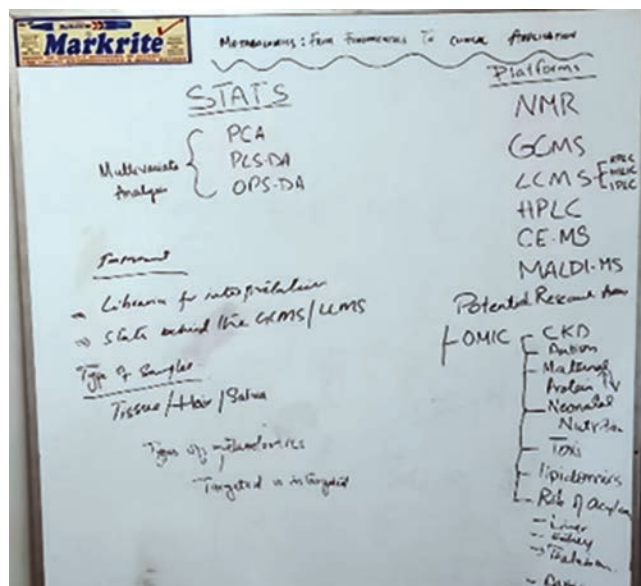 Markrite
METABOLOMICS: FROM FUNDAMENTALS TO CLINICAL APPLICATION
STATS
Multivariate Analysis
PCA
PLS-DA
OPS-DA
Platforms
NMR
GCMS
LCMS
HPLC
CE-MS
MALDI-MS
Potential Research Area
OMIC
CKD
Autism
Maternal
Protein
Neonatal
Nutrition
Toxi
lipidomics
Liver
Kidney
for interpretation
Stats behind the GCMS/LCMS
Type of Samples
Tissue/Hair/Saliva
Types of metabolomics
Targeted vs untargeted